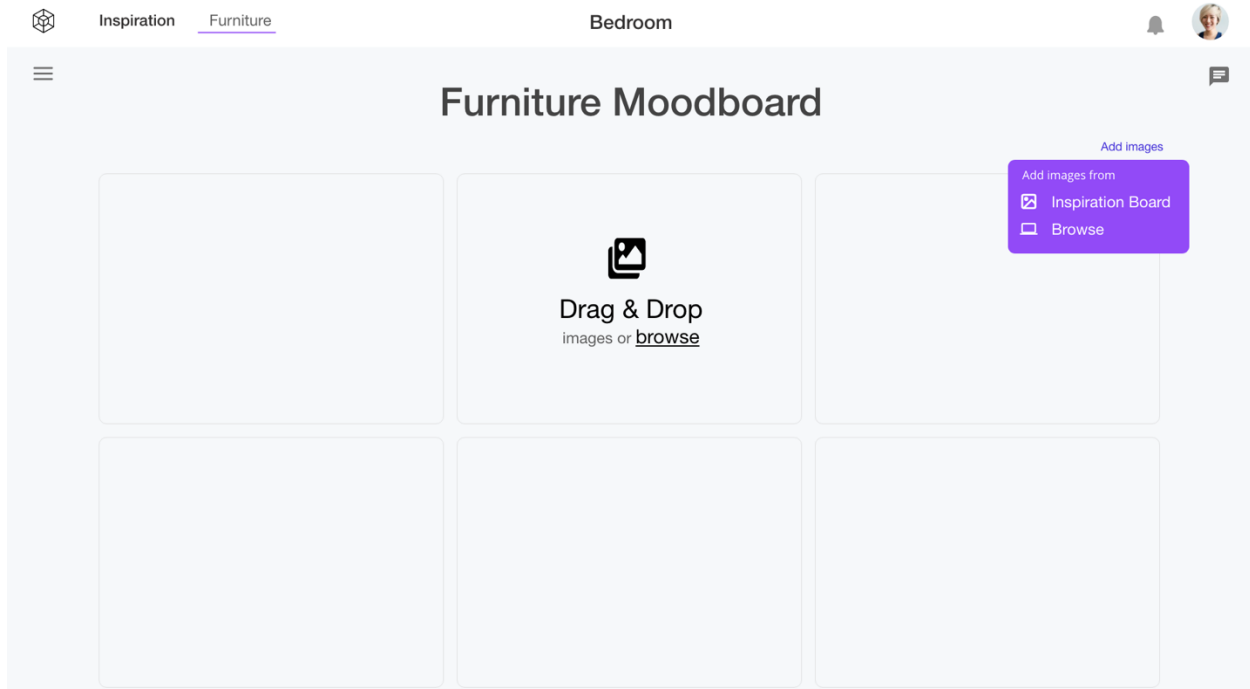 Inspiration
Furniture
Bedroom
Furniture Moodboard
Add images
Add images from
Inspiration Board
Browse
Drag & Drop
images or browse